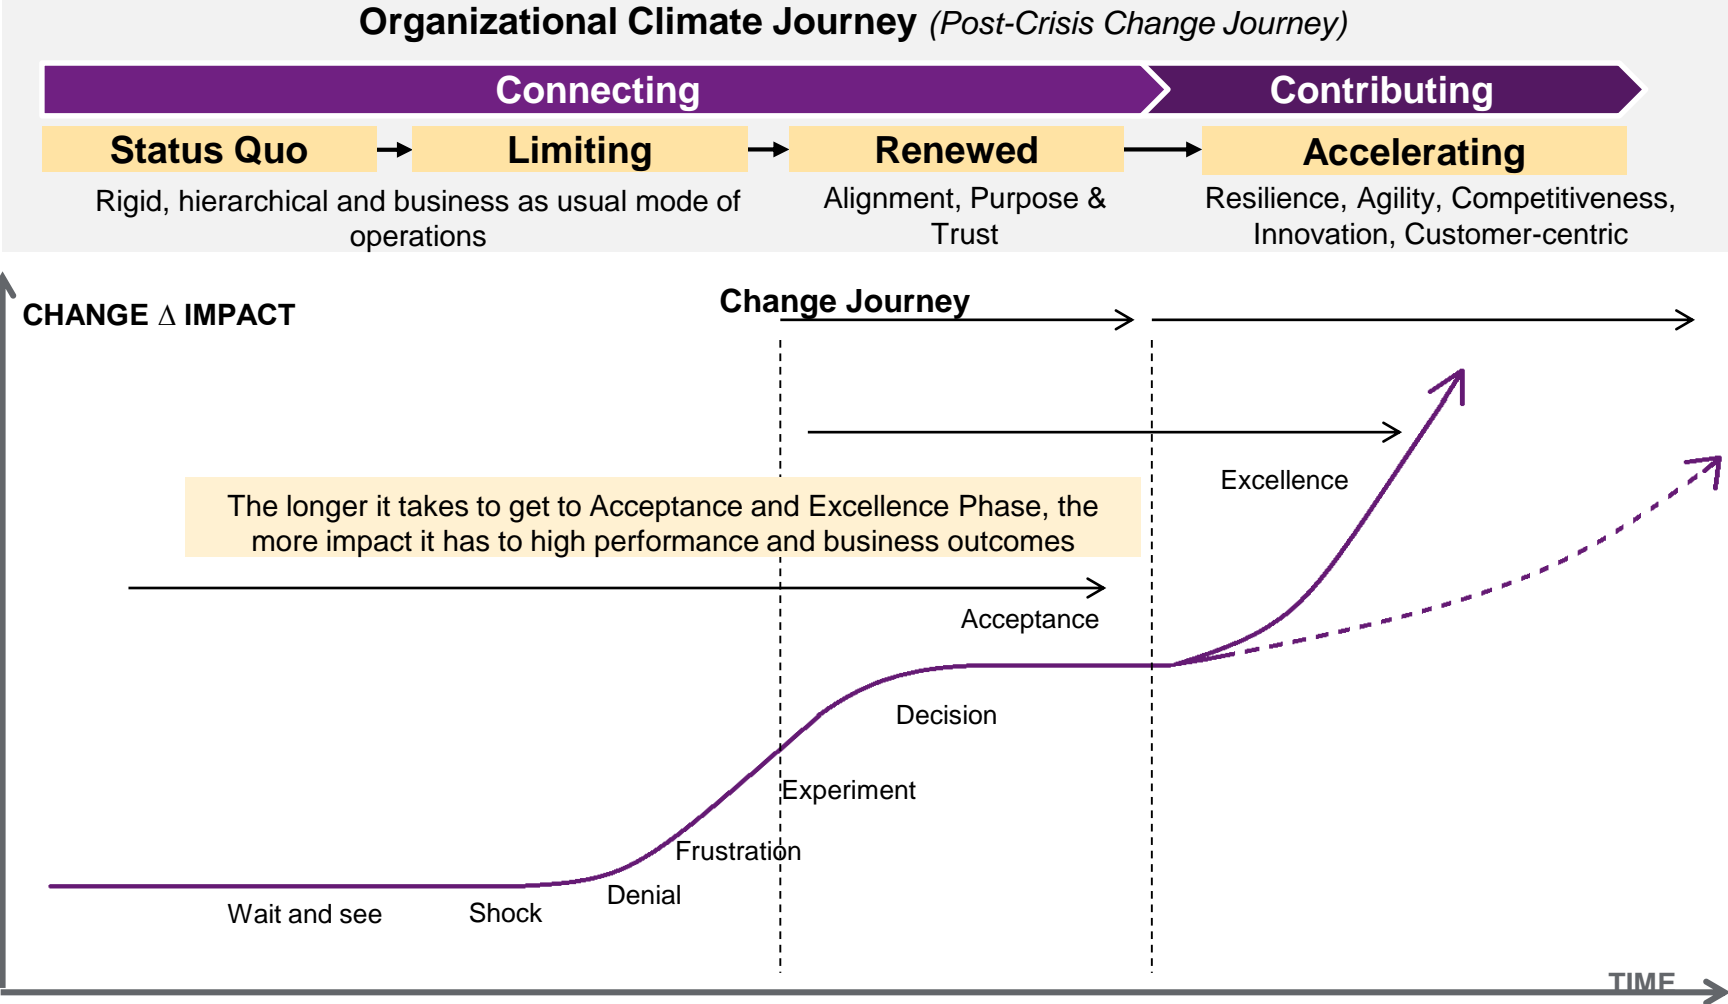 Organizational Climate Journey (Post-Crisis Change Journey)
Connecting
Contributing
Status Quo
Limiting
Renewed
Accelerating
Rigid, hierarchical and business as usual mode of
operations
Alignment, Purpose &
Trust
Resilience, Agility, Competitiveness,
Innovation, Customer-centric
CHANGE Δ IMPACT
Change Journey
Excellence
The longer it takes to get to Acceptance and Excellence Phase, the
more impact it has to high performance and business outcomes
Acceptance
Decision
Experiment
Frustration
Denial
Shock
Wait and see
TIME